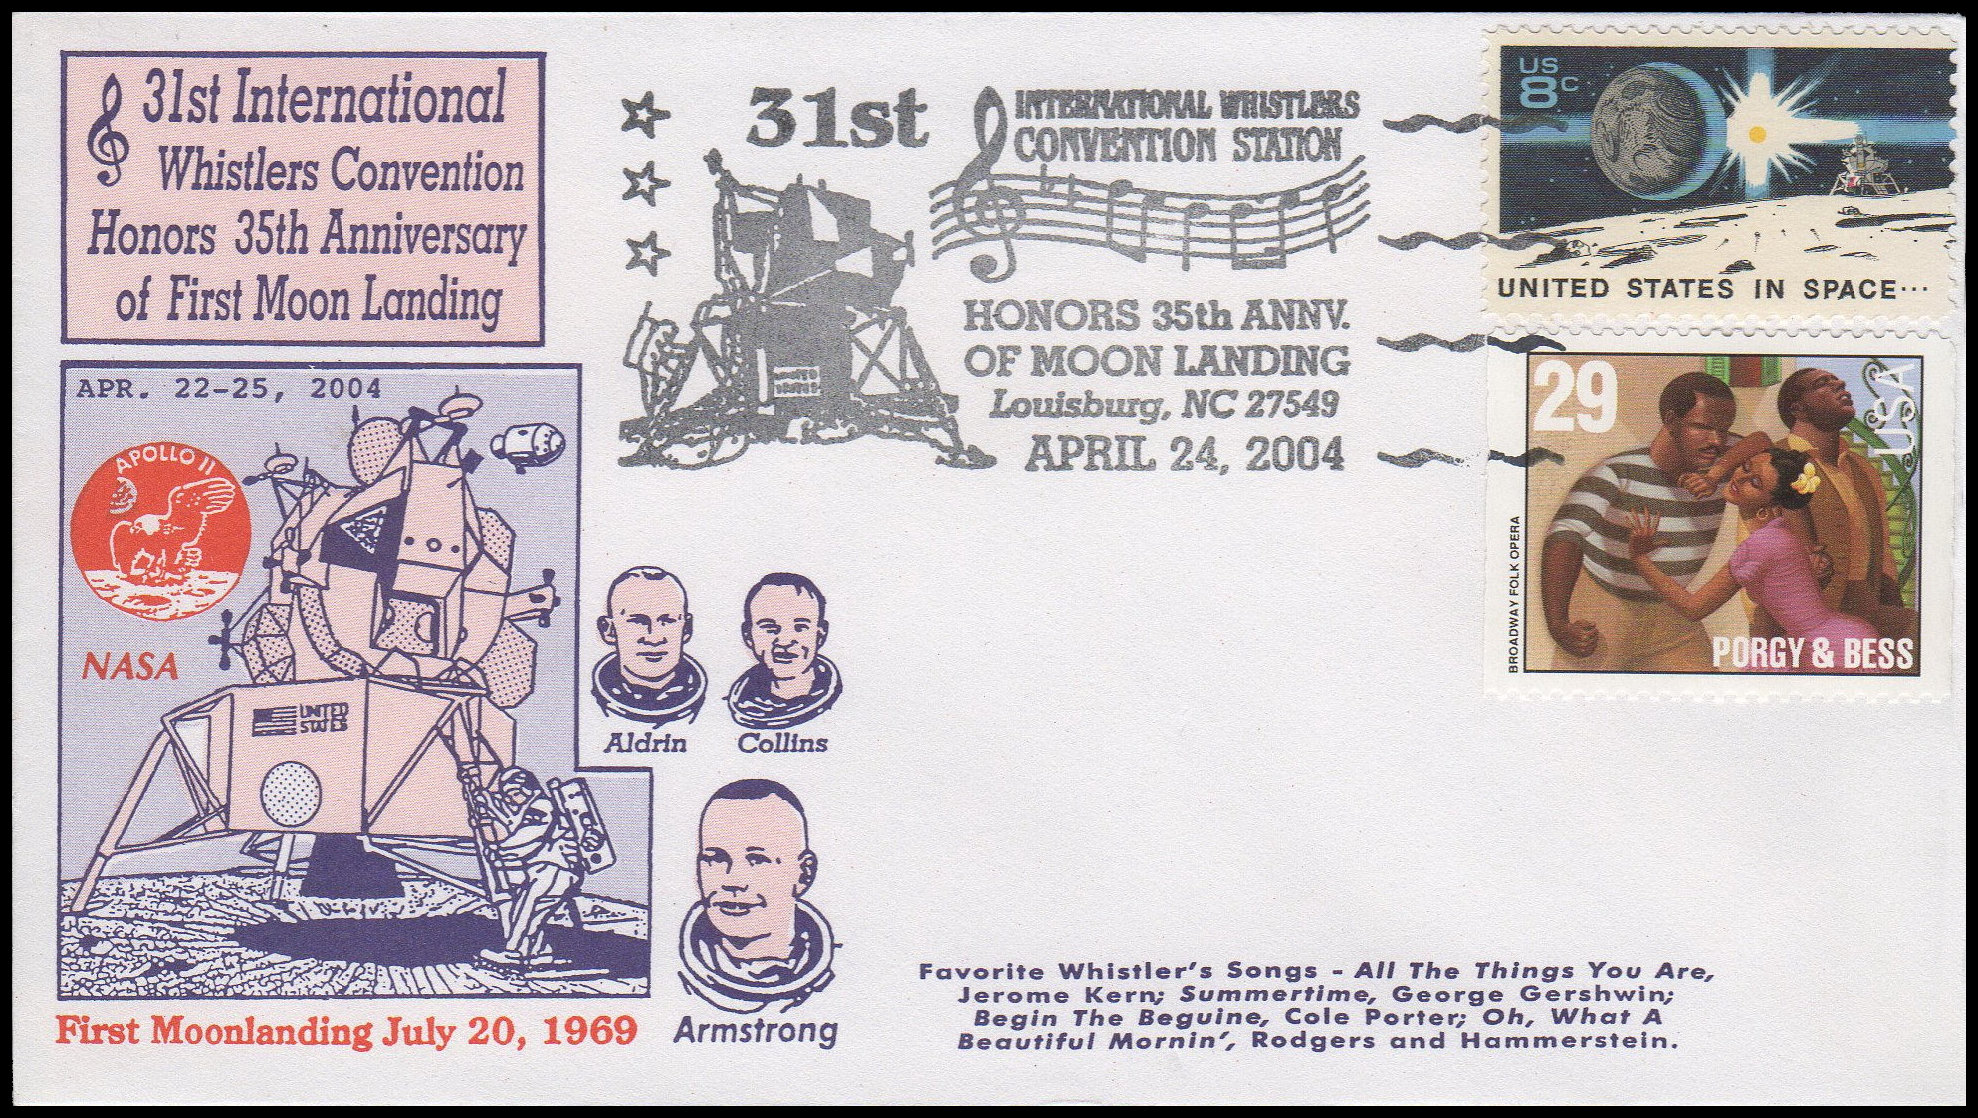 31st International
Whistlers Convention
Honors 35th Anniversary
of First Moon Landing
APR. 22-25, 2004
APOLLO 11
NASA
UNITED
STATES
Aldrin
Collins
Armstrong
First Moonlanding July 20, 1969
31st
INTERNATIONAL WHISTLERS
CONVENTION STATION
HONORS 35th ANNV.
OF MOON LANDING
Louisburg, NC 27549
APRIL 24, 2004
UNITED
STATES
US
8c
UNITED STATES IN SPACE...
29
USA
BROADWAY FOLK OPERA
PORGY & BESS
Favorite Whistler's Songs - All The Things You Are,
Jerome Kern; Summertime, George Gershwin;
Begin The Beguine, Cole Porter; Oh, What A
Beautiful Mornin', Rodgers and Hammerstein.